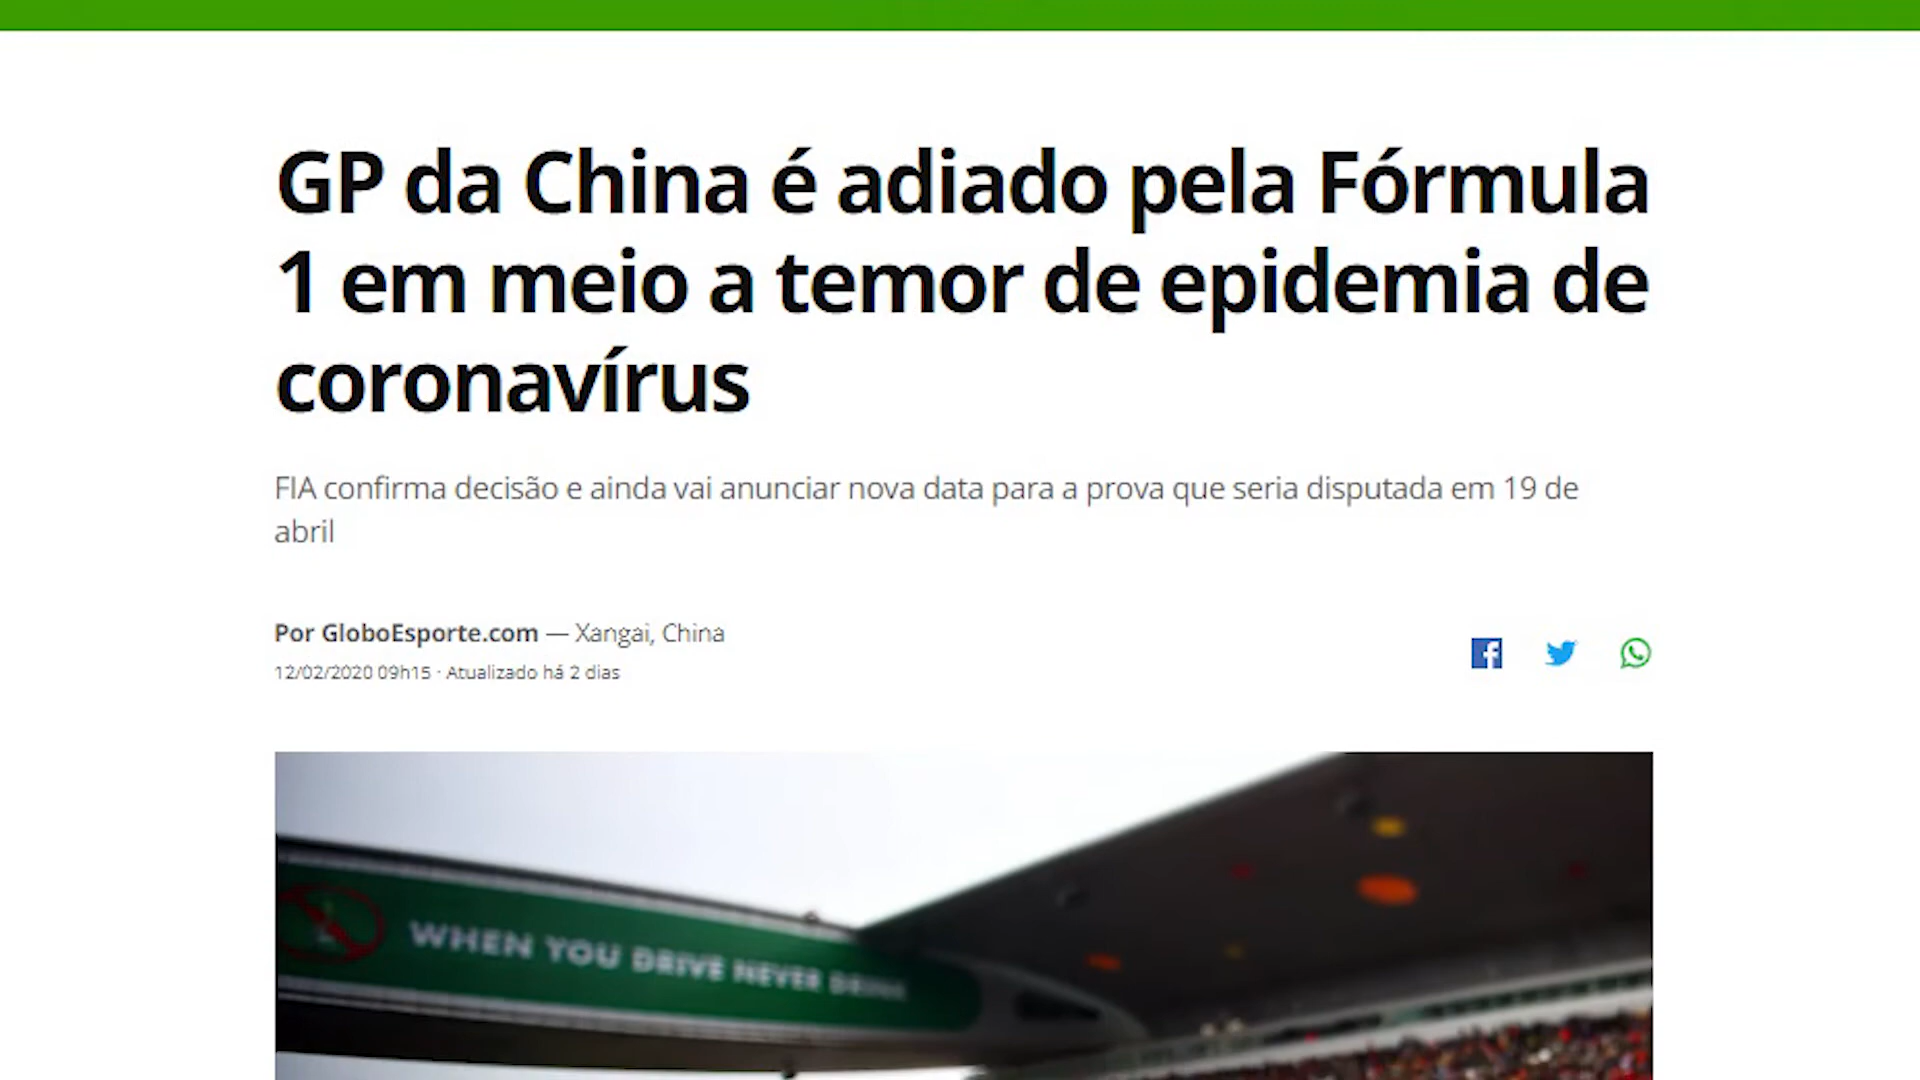 GP da China é adiado pela Fórmula
1 em meio a temor de epidemia de
coronavírus
FIA confirma decisão e ainda vai anunciar nova data para a prova que seria disputada em 19 de
abril
Por GloboEsporte.com — Xangai, China
12/02/2020 09h15 · Atualizado há 2 dias
WHEN YOU DRIVE NEVER DRINK